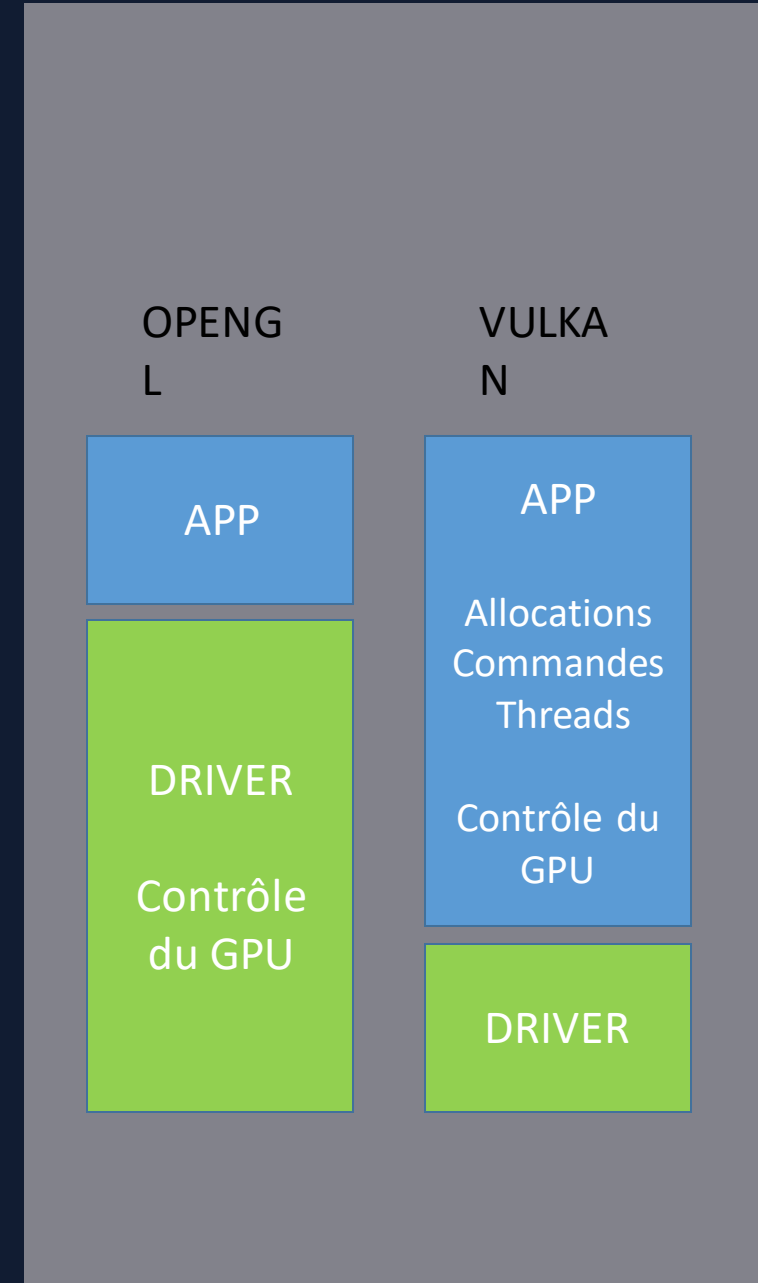 OPENG
L
APP
DRIVER
Contrôle
du GPU
VULKA
N
APP
Allocations
Commandes
Threads
Contrôle du
GPU
DRIVER